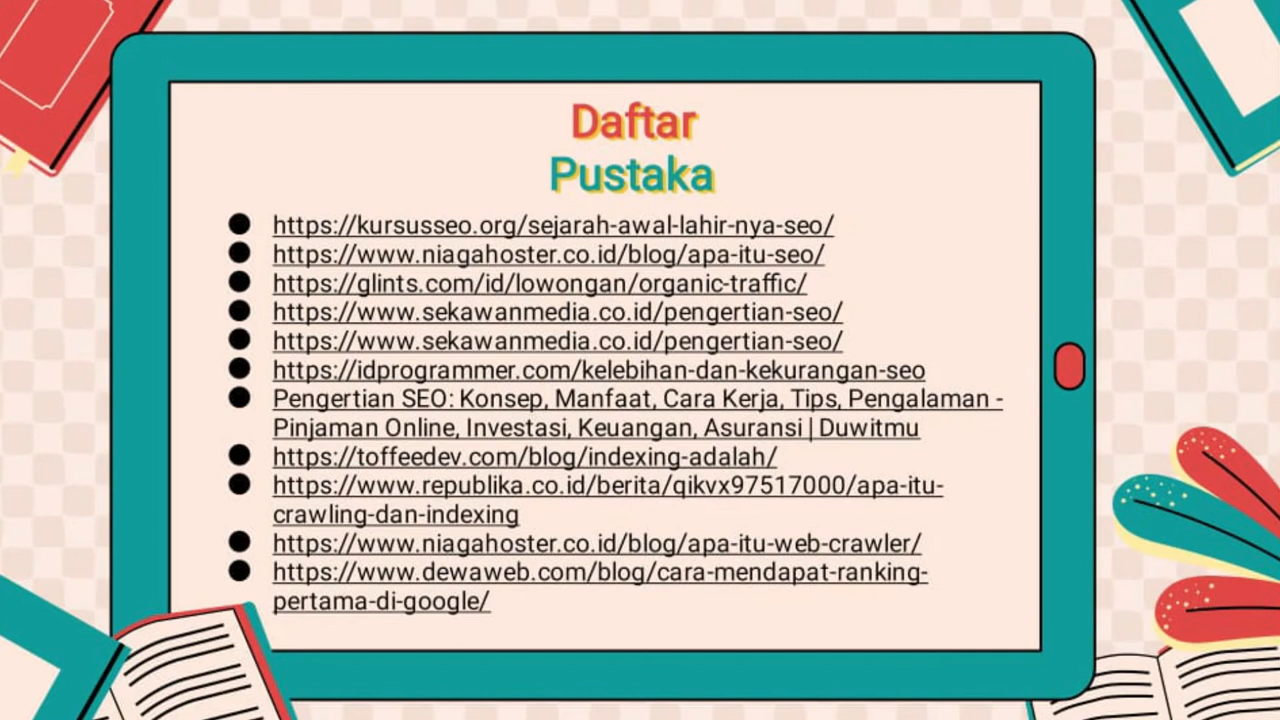 Daftar
Pustaka
● https://kursusseo.org/sejarah-awal-lahir-nya-seo/
● https://www.niagahoster.co.id/blog/apa-itu-seo/
● https://glints.com/id/lowongan/organic-traffic/
● https://www.sekawanmedia.co.id/pengertian-seo/
● https://www.sekawanmedia.co.id/pengertian-seo/
● https://idprogrammer.com/kelebihan-dan-kekurangan-seo
● Pengertian SEO: Konsep, Manfaat, Cara Kerja, Tips, Pengalaman -
Pinjaman Online, Investasi, Keuangan, Asuransi | Duwitmu
● https://toffeedev.com/blog/indexing-adalah/
● https://www.republika.co.id/berita/qikvx97517000/apa-itu-
crawling-dan-indexing
● https://www.niagahoster.co.id/blog/apa-itu-web-crawler/
● https://www.dewaweb.com/blog/cara-mendapat-ranking-
pertama-di-google/